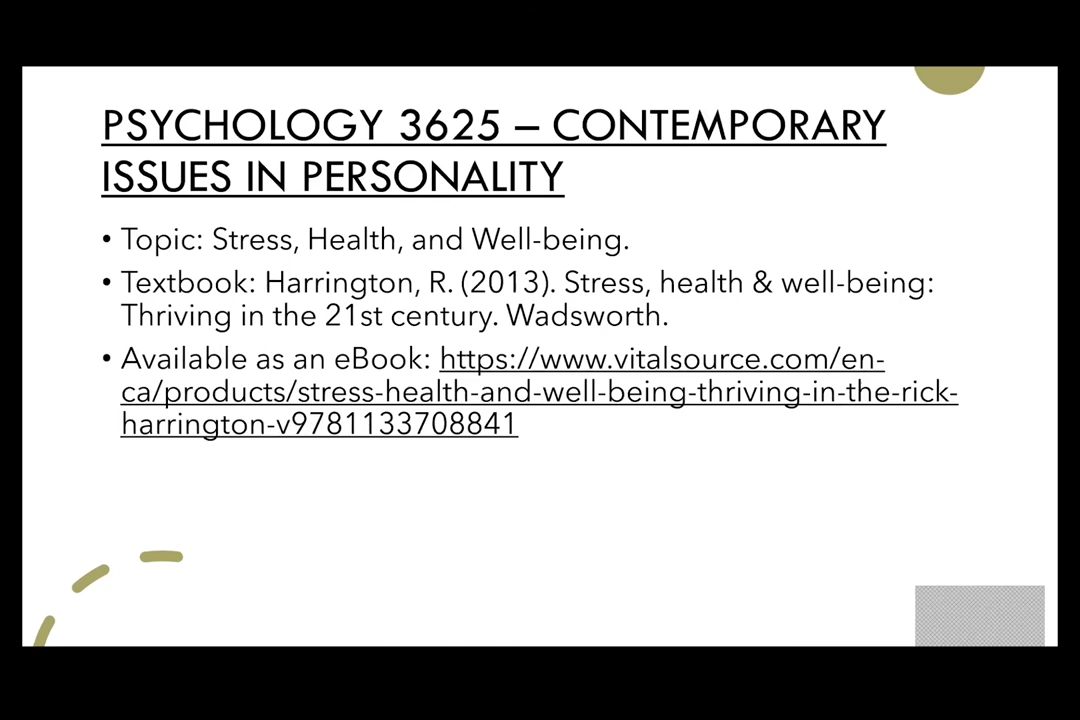 PSYCHOLOGY 3625 – CONTEMPORARY
ISSUES IN PERSONALITY
• Topic: Stress, Health, and Well-being.
• Textbook: Harrington, R. (2013). Stress, health & well-being:
Thriving in the 21st century. Wadsworth.
• Available as an eBook: https://www.vitalsource.com/en-
ca/products/stress-health-and-well-being-thriving-in-the-rick-
harrington-v9781133708841